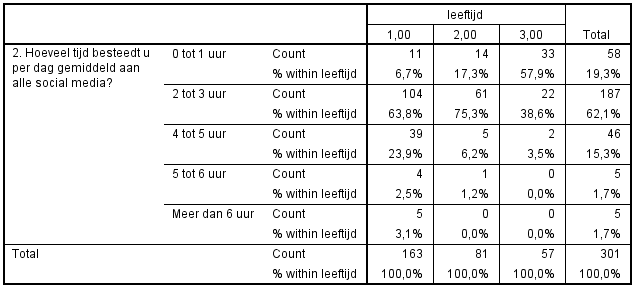 leeftijd
1,00 2,00 3,00 Total
2. Hoeveel tijd besteedt u per dag gemiddeld aan alle social media? 0 tot 1 uur Count 11 14 33 58
% within leeftijd 6,7% 17,3% 57,9% 19,3%
2 tot 3 uur Count 104 61 22 187
% within leeftijd 63,8% 75,3% 38,6% 62,1%
4 tot 5 uur Count 39 5 2 46
% within leeftijd 23,9% 6,2% 3,5% 15,3%
5 tot 6 uur Count 4 1 0 5
% within leeftijd 2,5% 1,2% 0,0% 1,7%
Meer dan 6 uur Count 5 0 0 5
% within leeftijd 3,1% 0,0% 0,0% 1,7%
Total Count 163 81 57 301
% within leeftijd 100,0% 100,0% 100,0% 100,0%